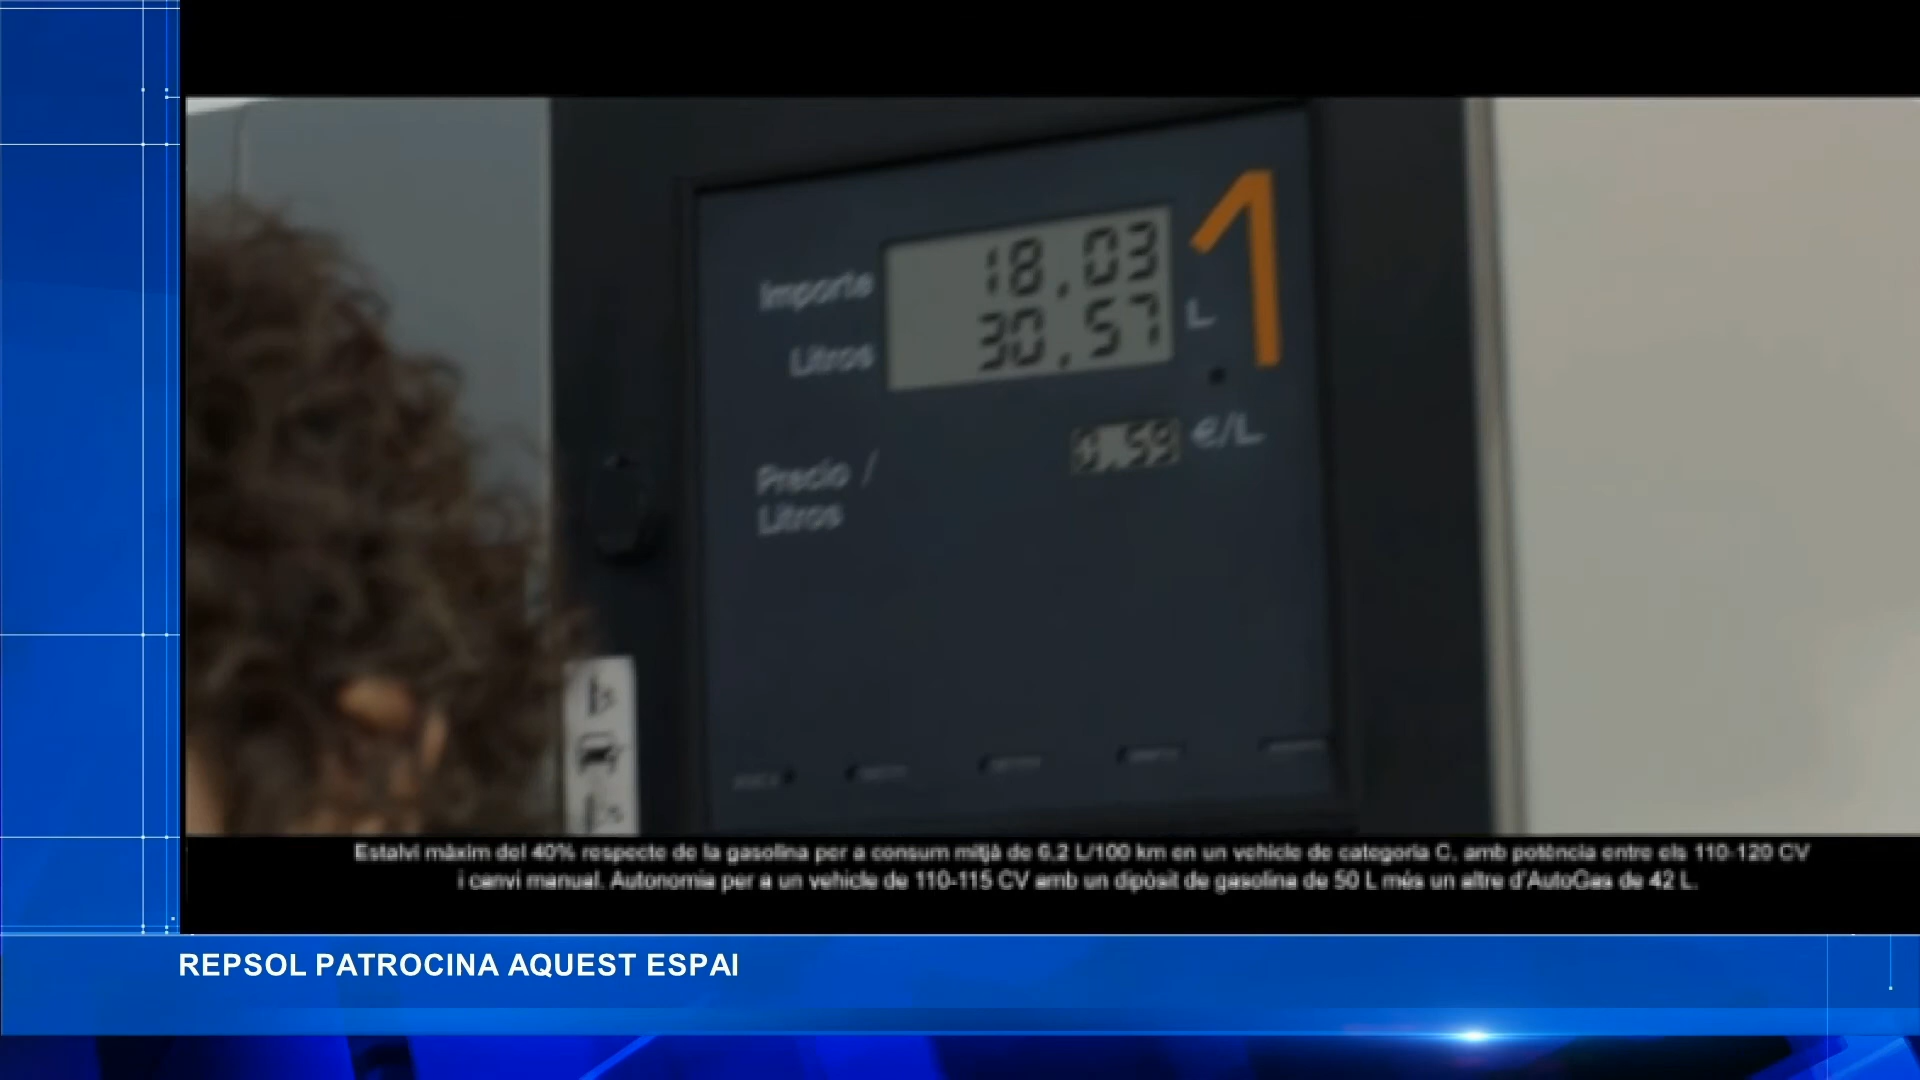 Importe 18.03
Litros 30.57 L
1
Precio / €/L
Litros
Estalvi màxim del 40% respecte de la gasolina per a consum mitjà de 6,2 L/100 km en un vehicle de categoria C, amb potència entre els 110-120 CV
i canvi manual. Autonomia per a un vehicle de 110-115 CV amb un dipòsit de gasolina de 50 L més un altre d'AutoGas de 42 L.
REPSOL PATROCINA AQUEST ESPAI